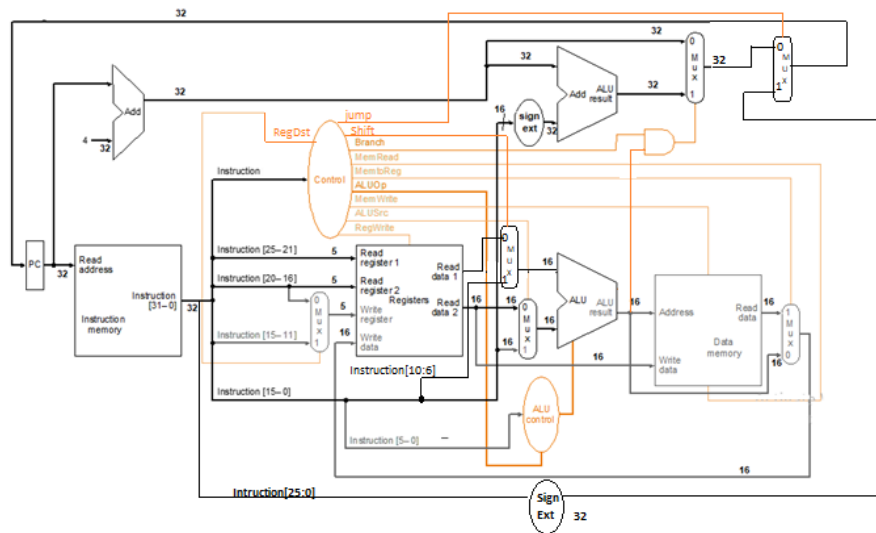 32
32
0
M
u
x
1
32
32
0
M
u
x
1
32
Add
4
32
16
sign
ext
32
Add
ALU
result
jump
Shift
RegDst
Branch
MemRead
MemtoReg
ALUOp
MemWrite
ALUSrc
RegWrite
Control
Instruction
PC
32
Read
address
Instruction
[31–0]
Instruction
memory
32
Instruction [25–21]
5
Instruction [20–16]
5
0
M
u
x
1
5
16
Instruction [15–11]
Read
register 1
Read
register 2
Write
register
Write
data
Registers
Read
data 1
Read
data 2
16
0
M
u
x
1
16
16
0
M
u
x
1
16
16
ALU
ALU
result
16
16
Address
Write
data
Read
data
Data
memory
16
1
M
u
x
0
16
Instruction[10:6]
Instruction [15–0]
Instruction [5–0]
–
ALU
control
16
Intruction[25:0]
Sign
Ext
32